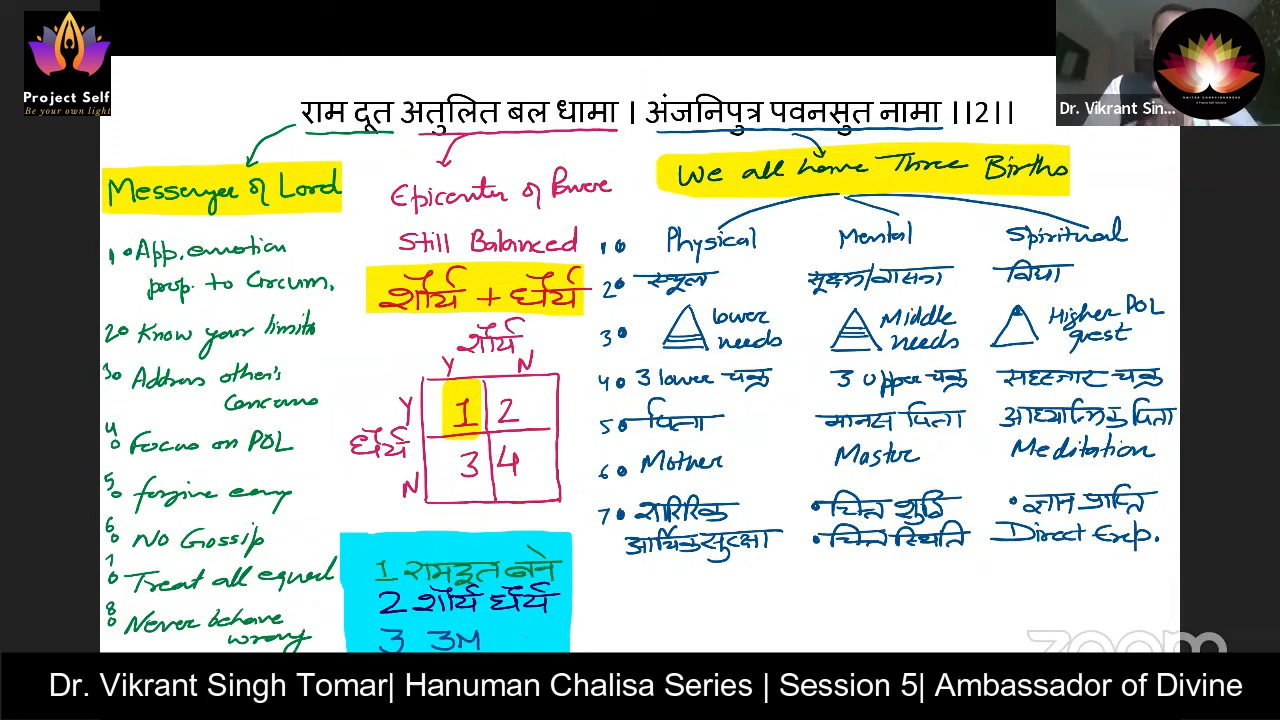 Project Self
Be your own light
Dr. Vikrant Sin...
राम दूत अतुलित बल धामा । अंजनिपुत्र पवनसुत नामा ।।2।।
Messenger of Lord
1. App. emotion
prop. to Circum.
2. Know your limits
3. Address other's
Concerns
4. Focus on POL
5. forgive easy
6. No Gossip
7. Treat all equal
8. Never behave
wrong
Epicenter of Power
Still Balanced
शौर्य + धैर्य
शौर्य
Y N
Y 1 2
धैर्य
N 3 4
1 रामदूत बने
2 शौर्य धैर्य
3 3M
We all have Three Births
1. Physical Mental Spiritual
2. स्थूल सूक्ष्म/वासना विद्या
3. lower needs Middle needs Higher POL quest
4. 3 lower चक्र 3 Upper चक्र सहस्त्रार चक्र
5. पिता मानस पिता आध्यात्मिक पिता
6. Mother Master Meditation
7. शारिरिक • चित्त शुद्धि • ज्ञान प्राप्ति
आर्थिक सुरक्षा • चित्त स्थिति Direct Exp.
zoom
Dr. Vikrant Singh Tomar| Hanuman Chalisa Series | Session 5| Ambassador of Divine